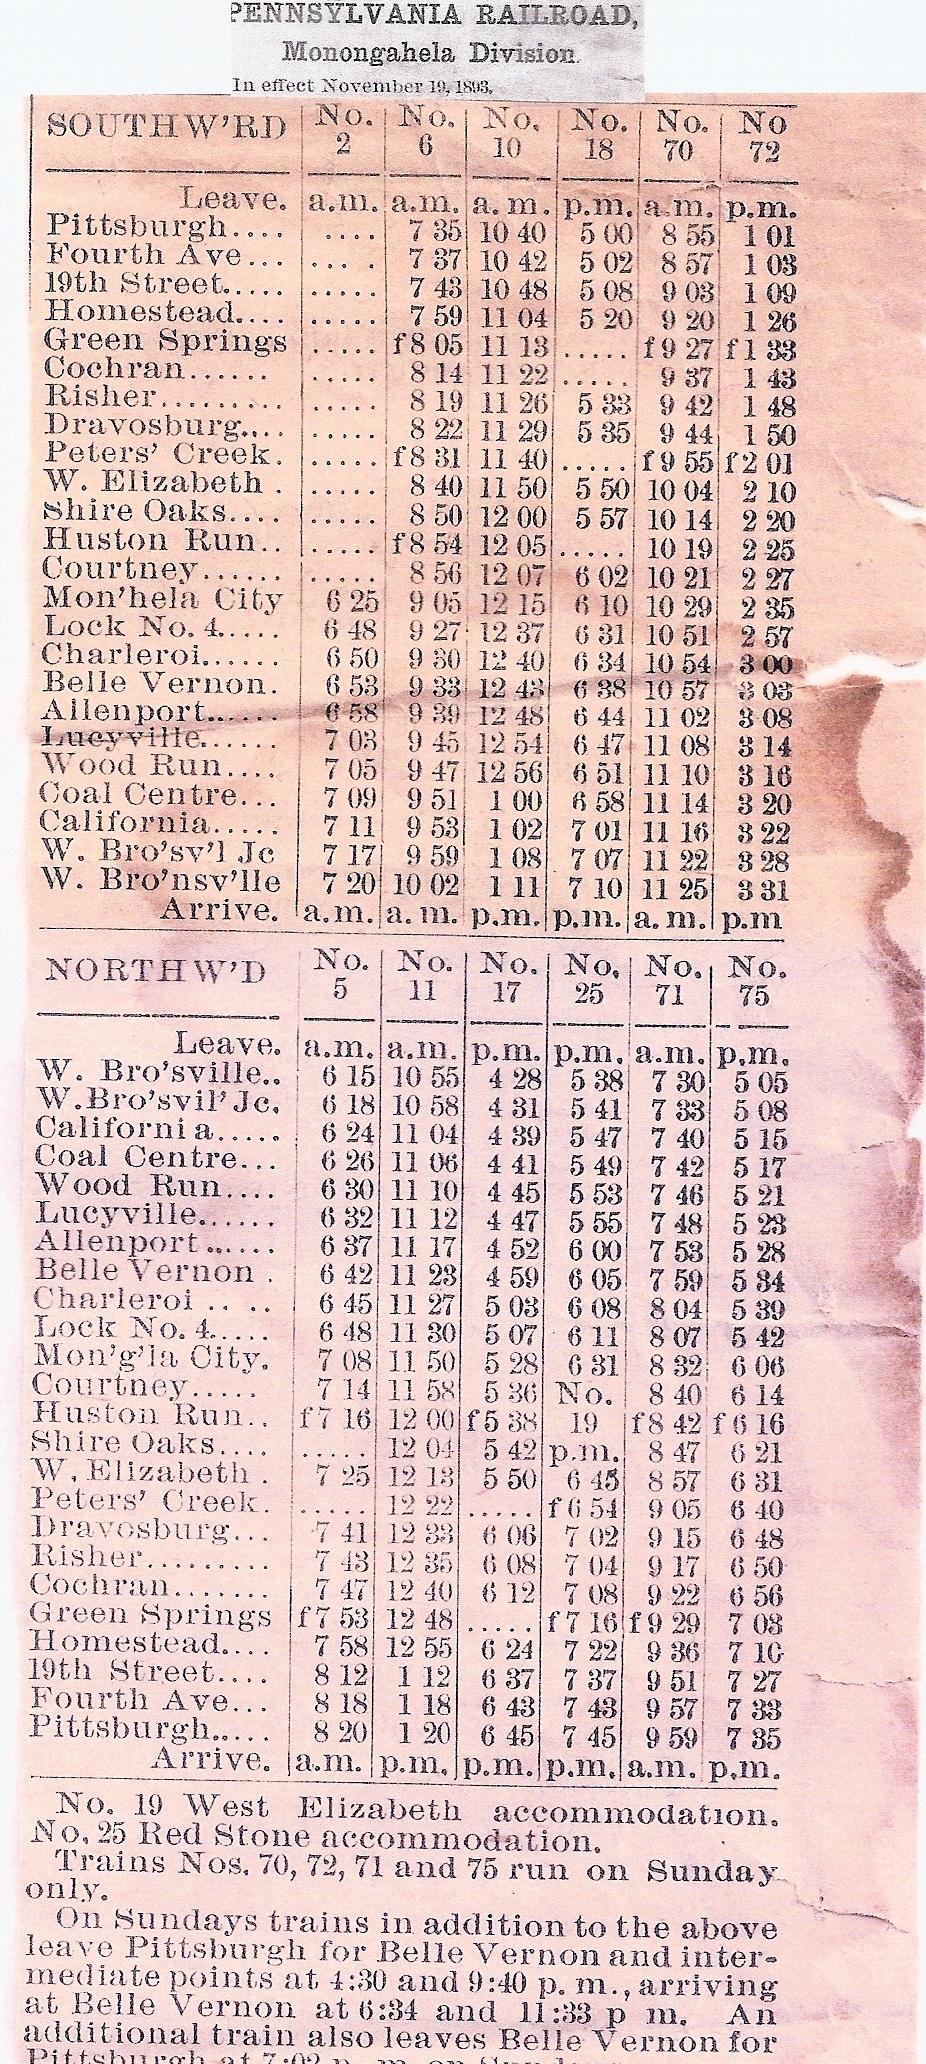 PENNSYLVANIA RAILROAD,
Monongahela Division.
In effect November 19, 1893.
SOUTHW'RD No. 2 No. 6 No. 10 No. 18 No. 70 No 72
Leave. a.m. a.m. a. m. p.m. a.m. p.m.
Pittsburgh.... .... 7 35 10 40 5 00 8 55 1 01
Fourth Ave... .... 7 37 10 42 5 02 8 57 1 03
19th Street..... ..... 7 43 10 48 5 08 9 03 1 09
Homestead.... ..... 7 59 11 04 5 20 9 20 1 26
Green Springs ..... f 8 05 11 13 ..... f 9 27 f 1 33
Cochran...... ..... 8 14 11 22 ..... 9 37 1 43
Risher......... ..... 8 19 11 26 5 33 9 42 1 48
Dravosburg.... ..... 8 22 11 29 5 35 9 44 1 50
Peters' Creek. ..... f 8 31 11 40 ..... f 9 55 f 2 01
W. Elizabeth . ..... 8 40 11 50 5 50 10 04 2 10
Shire Oaks.... ..... 8 50 12 00 5 57 10 14 2 20
Huston Run.. ..... f 8 54 12 05 ..... 10 19 2 25
Courtney...... ..... 8 56 12 07 6 02 10 21 2 27
Mon'hela City 6 25 9 05 12 15 6 10 10 29 2 35
Lock No. 4..... 6 48 9 27 12 37 6 31 10 51 2 57
Charleroi...... 6 50 9 30 12 40 6 34 10 54 3 00
Belle Vernon. 6 53 9 33 12 43 6 38 10 57 3 03
Allenport...... 6 58 9 39 12 48 6 44 11 02 3 08
Lucyville...... 7 03 9 45 12 54 6 47 11 08 3 14
Wood Run.... 7 05 9 47 12 56 6 51 11 10 3 16
Coal Centre... 7 09 9 51 1 00 6 58 11 14 3 20
California..... 7 11 9 53 1 02 7 01 11 16 3 22
W. Bro'sv'l Jc 7 17 9 59 1 08 7 07 11 22 3 28
W. Bro'nsv'lle 7 20 10 02 1 11 7 10 11 25 3 31
Arrive. a.m. a. m. p.m. p.m. a. m. p.m
NORTHW'D No. 5 No. 11 No. 17 No. 25 No. 71 No. 75
Leave. a.m. a.m. p.m. p.m. a.m. p.m.
W. Bro'sville.. 6 15 10 55 4 28 5 38 7 30 5 05
W.Bro'svil' Jc. 6 18 10 58 4 31 5 41 7 33 5 08
California..... 6 24 11 04 4 39 5 47 7 40 5 15
Coal Centre... 6 26 11 06 4 41 5 49 7 42 5 17
Wood Run.... 6 30 11 10 4 45 5 53 7 46 5 21
Lucyville...... 6 32 11 12 4 47 5 55 7 48 5 23
Allenport...... 6 37 11 17 4 52 6 00 7 53 5 28
Belle Vernon . 6 42 11 23 4 59 6 05 7 59 5 34
Charleroi .. .. 6 45 11 27 5 03 6 08 8 04 5 39
Lock No. 4..... 6 48 11 30 5 07 6 11 8 07 5 42
Mon'g'la City. 7 08 11 50 5 28 6 31 8 32 6 06
Courtney..... 7 14 11 58 5 36 No. 8 40 6 14
Huston Run.. f 7 16 12 00 f 5 38 19 f 8 42 f 6 16
Shire Oaks.... ..... 12 04 5 42 p.m. 8 47 6 21
W. Elizabeth . 7 25 12 13 5 50 6 45 8 57 6 31
Peters' Creek. ..... 12 22 ..... f 6 54 9 05 6 40
Dravosburg... 7 41 12 33 6 06 7 02 9 15 6 48
Risher......... 7 43 12 35 6 08 7 04 9 17 6 50
Cochran....... 7 47 12 40 6 12 7 08 9 22 6 56
Green Springs f 7 53 12 48 ..... f 7 16 f 9 29 7 03
Homestead.... 7 58 12 55 6 24 7 22 9 36 7 10
19th Street.... 8 12 1 12 6 37 7 37 9 51 7 27
Fourth Ave... 8 18 1 18 6 43 7 43 9 57 7 33
Pittsburgh..... 8 20 1 20 6 45 7 45 9 59 7 35
Arrive. a.m. p.m. p.m. p.m. a.m. p.m.
No. 19 West Elizabeth accommodation.
No. 25 Red Stone accommodation.
Trains Nos. 70, 72, 71 and 75 run on Sunday
only.
On Sundays trains in addition to the above
leave Pittsburgh for Belle Vernon and inter-
mediate points at 4:30 and 9:40 p. m., arriving
at Belle Vernon at 6:34 and 11:33 p m. An
additional train also leaves Belle Vernon for
Pittsburgh at 7:02 p. m. on